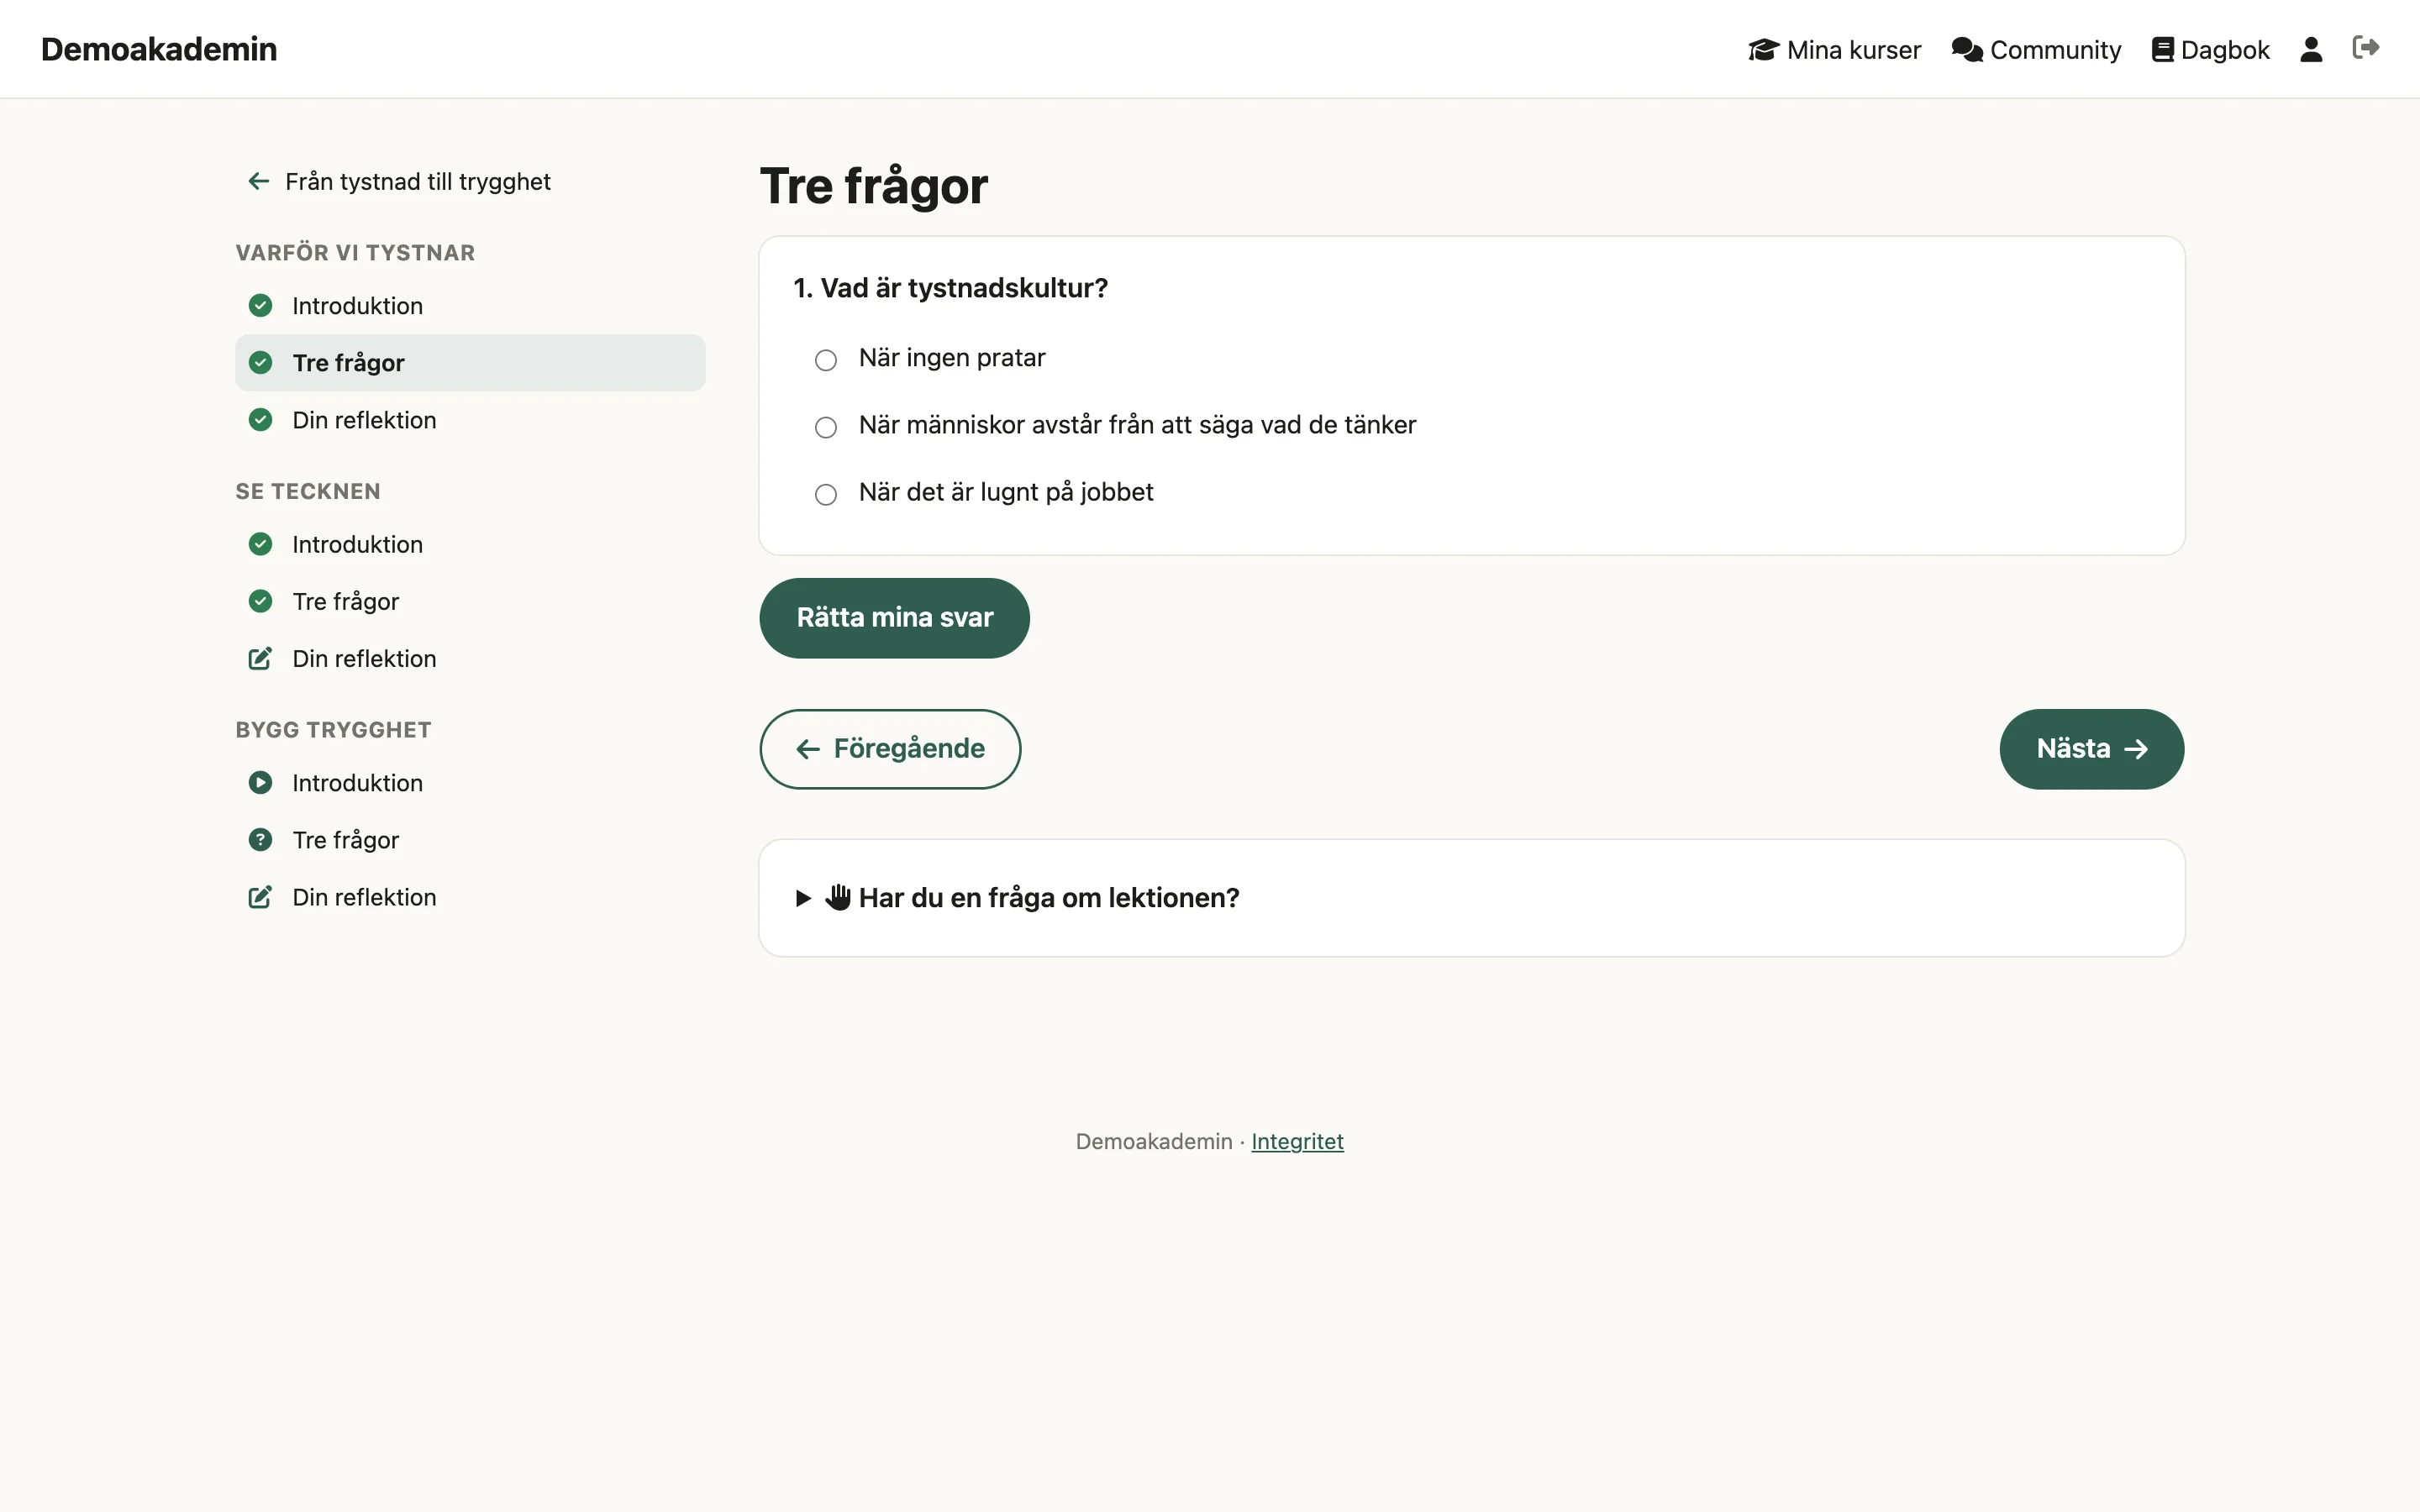 Demoakademin
Mina kurser
Community
Dagbok
Från tystnad till trygghet
VARFÖR VI TYSTNAR
Introduktion
Tre frågor
Din reflektion
SE TECKNEN
Introduktion
Tre frågor
Din reflektion
BYGG TRYGGHET
Introduktion
Tre frågor
Din reflektion
Tre frågor
1. Vad är tystnadskultur?
När ingen pratar
När människor avstår från att säga vad de tänker
När det är lugnt på jobbet
Rätta mina svar
Föregående
Nästa
Har du en fråga om lektionen?
Demoakademin · Integritet